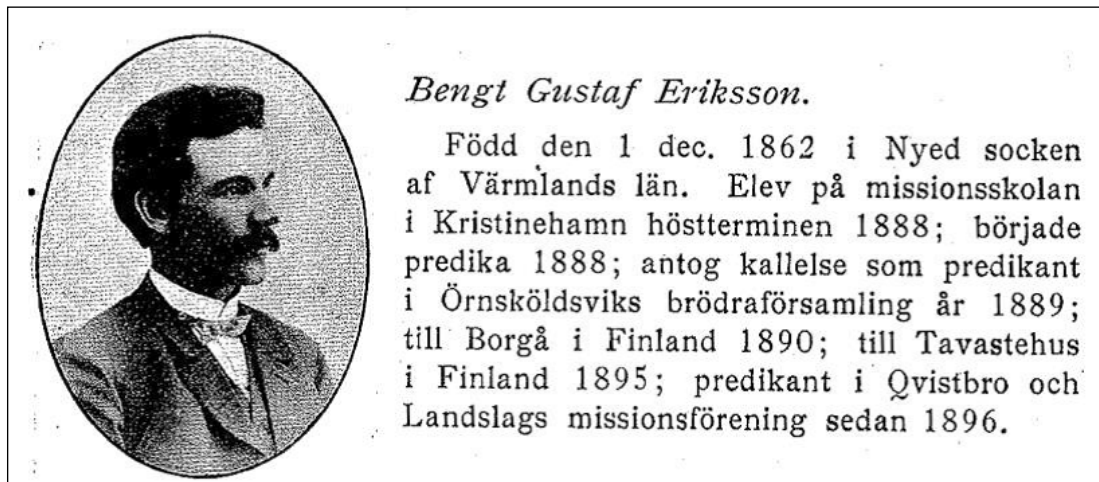 Bengt Gustaf Eriksson.
Född den 1 dec. 1862 i Nyed socken
af Värmlands län. Elev på missionsskolan
i Kristinehamn höstterminen 1888; började
predika 1888; antog kallelse som predikant
i Örnsköldsviks brödraförsamling år 1889;
till Borgå i Finland 1890; till Tavastehus
i Finland 1895; predikant i Qvistbro och
Landslags missionsförening sedan 1896.